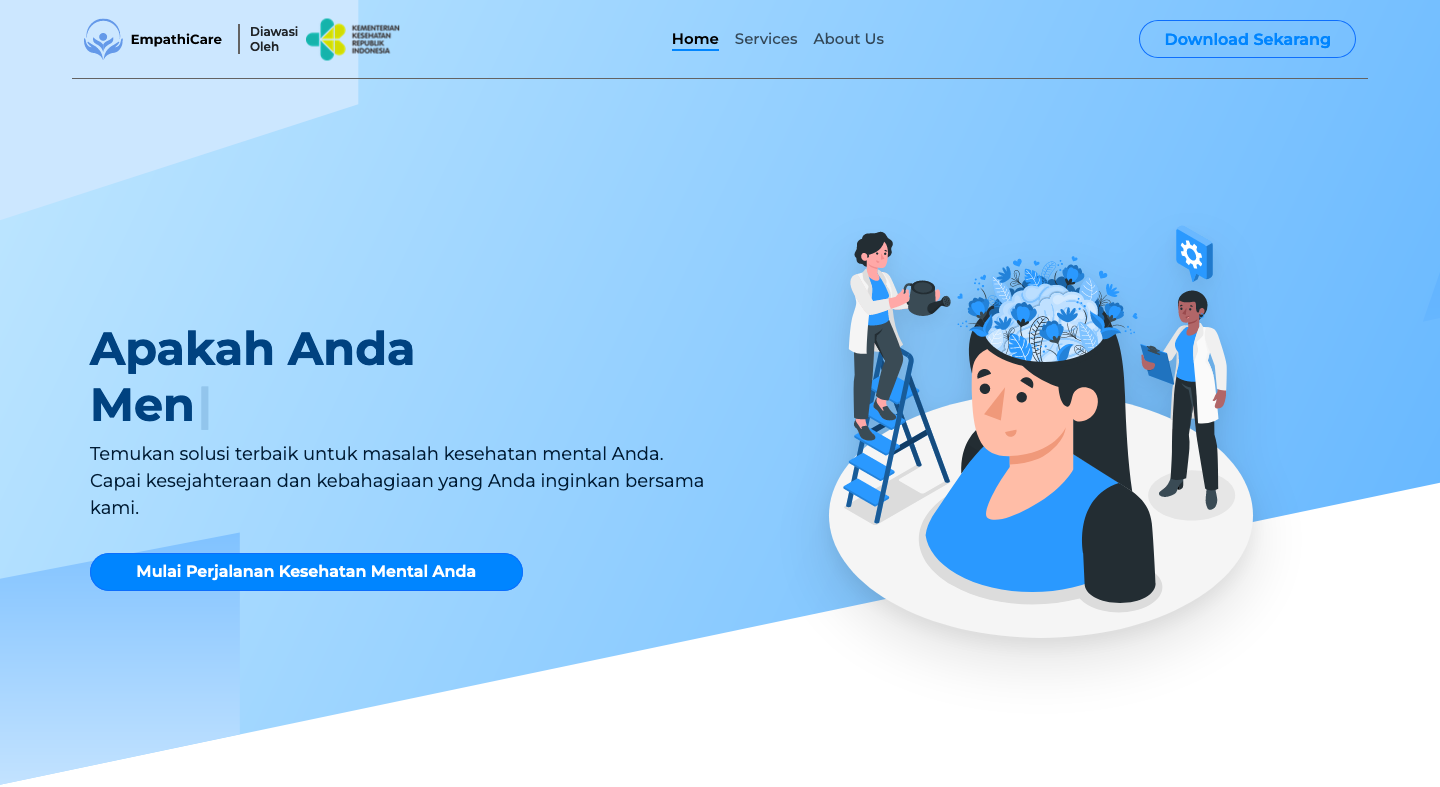 EmpathiCare
Diawasi
Oleh
KEMENTERIAN
KESEHATAN
REPUBLIK
INDONESIA
Home
Services
About Us
Download Sekarang
Apakah Anda
Men
Temukan solusi terbaik untuk masalah kesehatan mental Anda.
Capai kesejahteraan dan kebahagiaan yang Anda inginkan bersama
kami.
Mulai Perjalanan Kesehatan Mental Anda